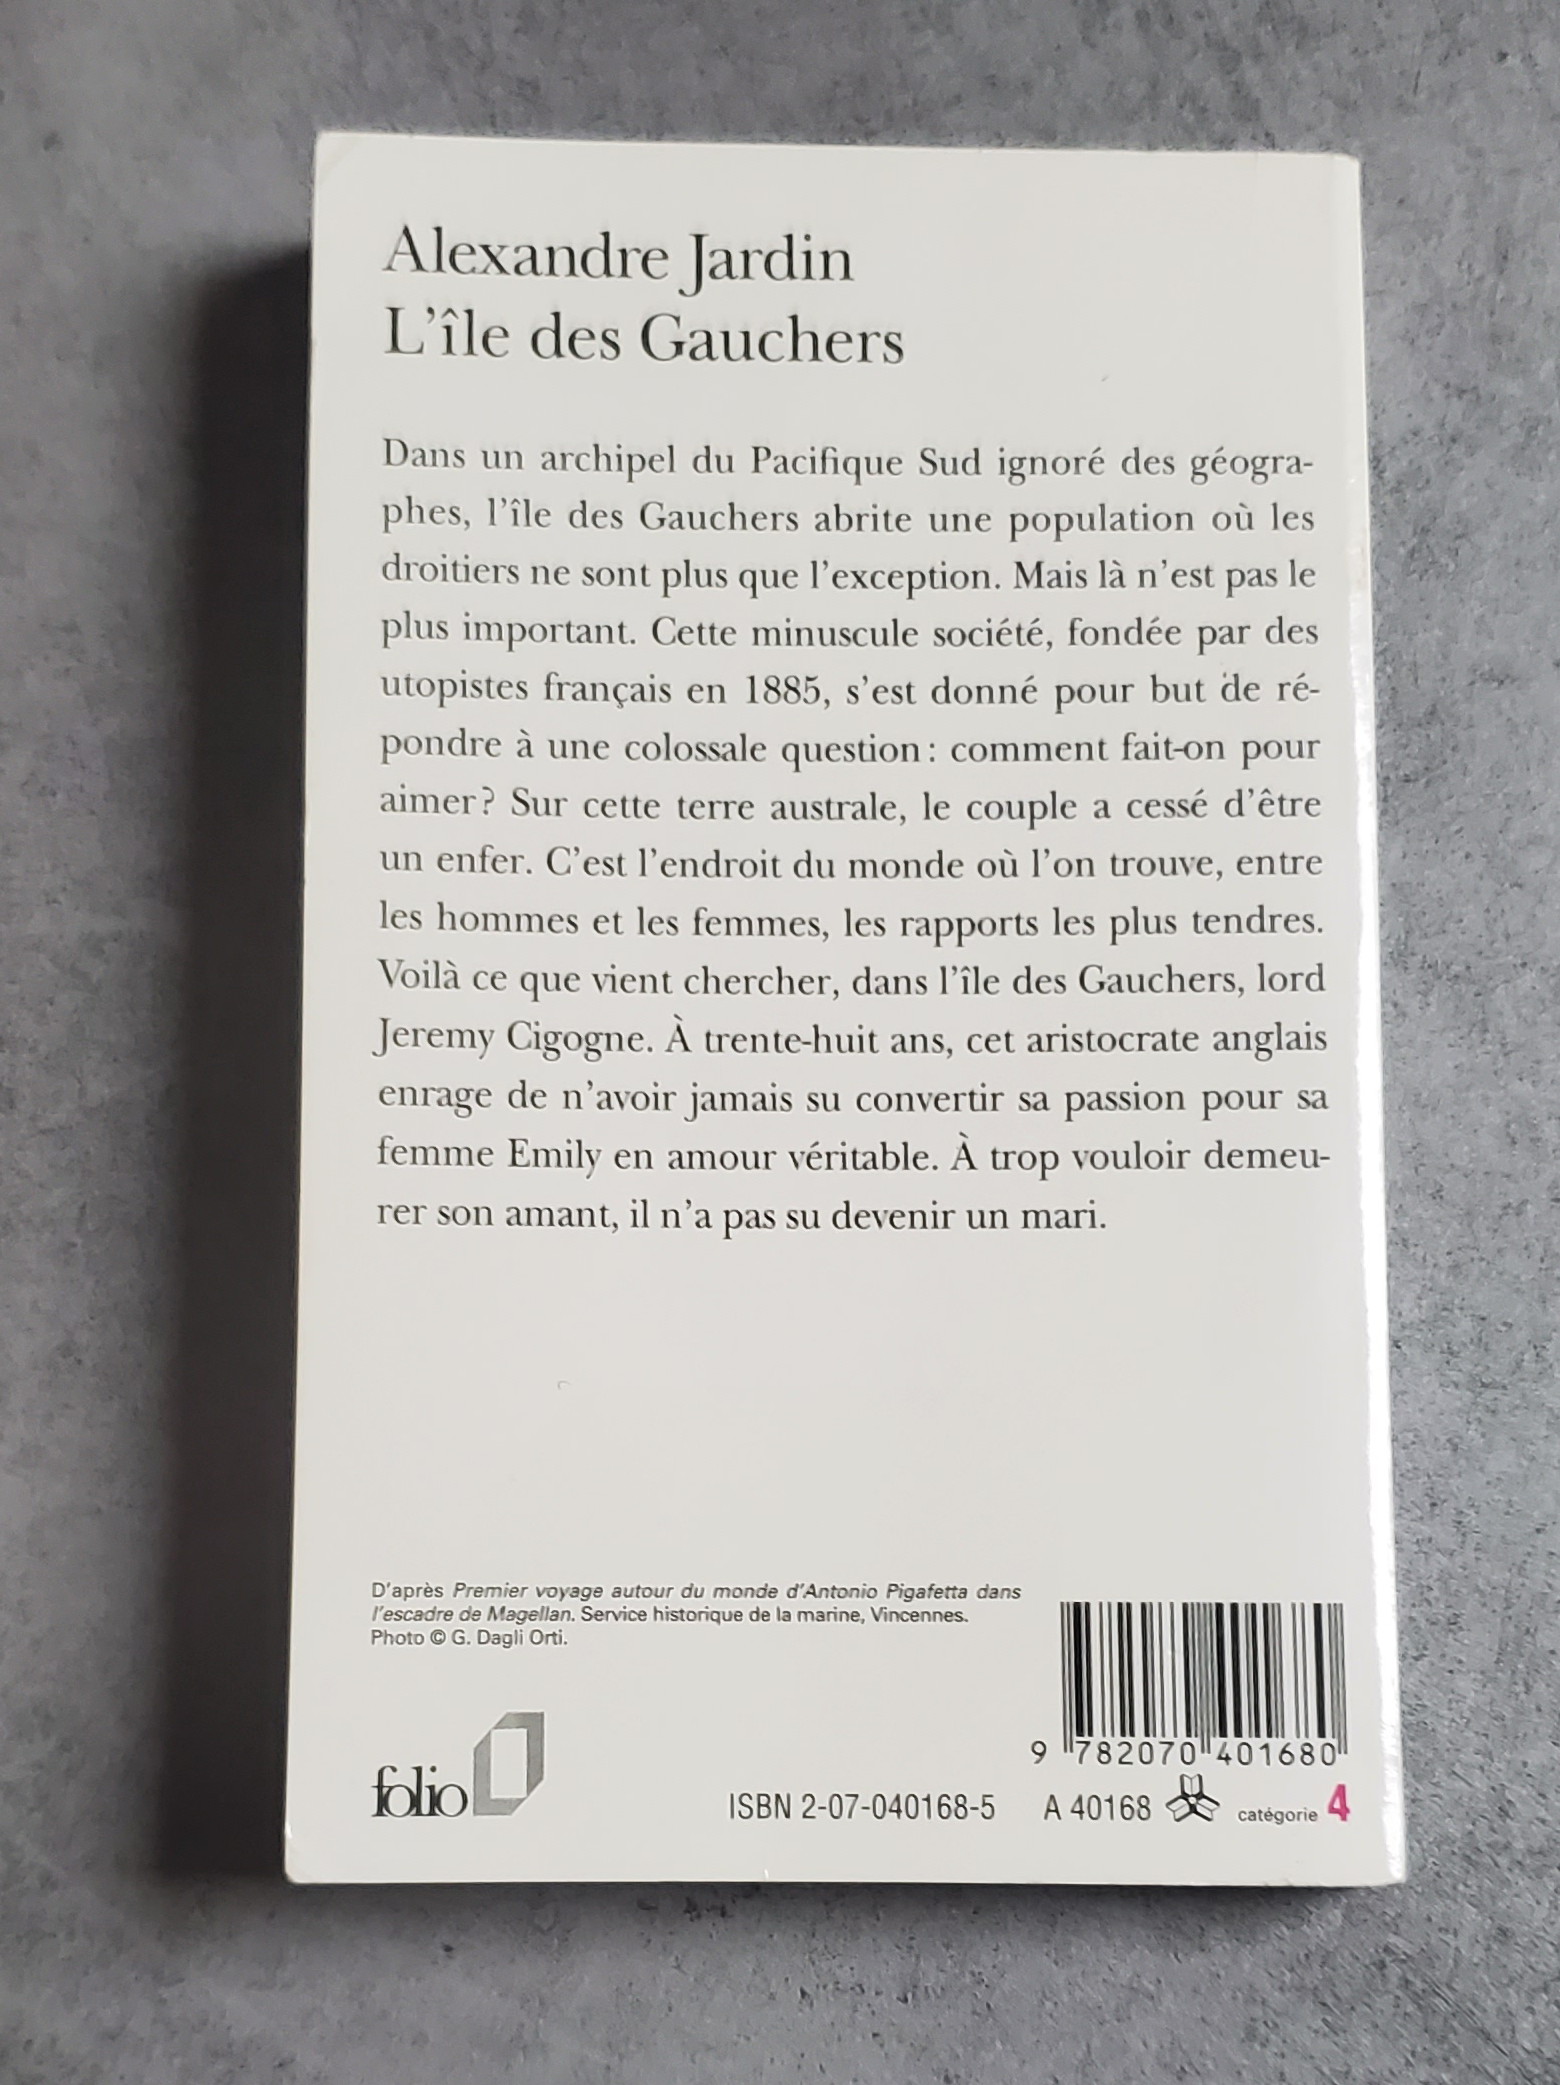 Alexandre Jardin
L'île des Gauchers
Dans un archipel du Pacifique Sud ignoré des géogra-
phes, l'île des Gauchers abrite une population où les
droitiers ne sont plus que l'exception. Mais là n'est pas le
plus important. Cette minuscule société, fondée par des
utopistes français en 1885, s'est donné pour but de ré-
pondre à une colossale question : comment fait-on pour
aimer ? Sur cette terre australe, le couple a cessé d'être
un enfer. C'est l'endroit du monde où l'on trouve, entre
les hommes et les femmes, les rapports les plus tendres.
Voilà ce que vient chercher, dans l'île des Gauchers, lord
Jeremy Cigogne. À trente-huit ans, cet aristocrate anglais
enrage de n'avoir jamais su convertir sa passion pour sa
femme Emily en amour véritable. À trop vouloir demeu-
rer son amant, il n'a pas su devenir un mari.
D'après Premier voyage autour du monde d'Antonio Pigafetta dans
l'escadre de Magellan. Service historique de la marine, Vincennes.
Photo © G. Dagli Orti.
9 782070 401680
folio
ISBN 2-07-040168-5 A 40168 catégorie 4